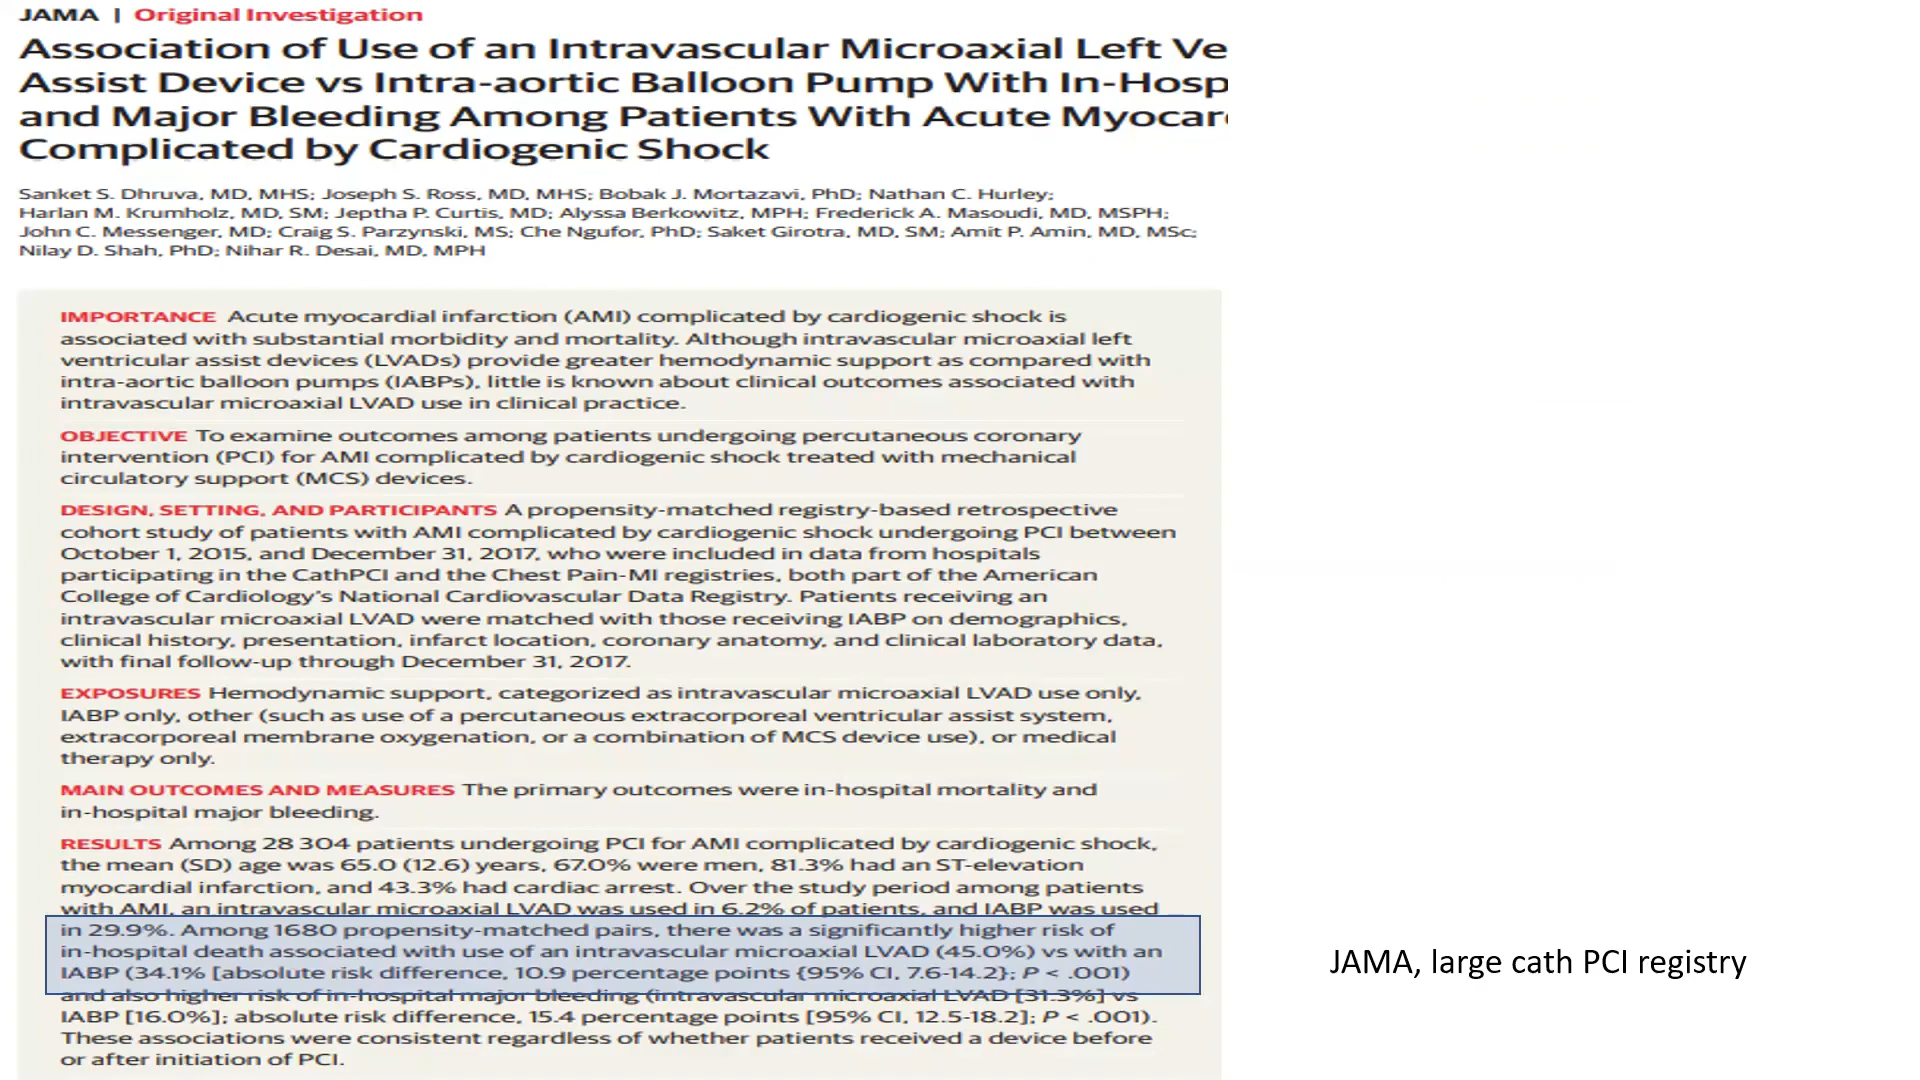 JAMA | Original Investigation
Association of Use of an Intravascular Microaxial Left Ve
Assist Device vs Intra-aortic Balloon Pump With In-Hosp
and Major Bleeding Among Patients With Acute Myocar
Complicated by Cardiogenic Shock
Sanket S. Dhruva, MD, MHS; Joseph S. Ross, MD, MHS; Bobak J. Mortazavi, PhD; Nathan C. Hurley;
Harlan M. Krumholz, MD, SM; Jeptha P. Curtis, MD; Alyssa Berkowitz, MPH; Frederick A. Masoudi, MD, MSPH;
John C. Messenger, MD; Craig S. Parzynski, MS; Che Ngufor, PhD; Saket Girotra, MD, SM; Amit P. Amin, MD, MSc;
Nilay D. Shah, PhD; Nihar R. Desai, MD, MPH
IMPORTANCE Acute myocardial infarction (AMI) complicated by cardiogenic shock is
associated with substantial morbidity and mortality. Although intravascular microaxial left
ventricular assist devices (LVADs) provide greater hemodynamic support as compared with
intra-aortic balloon pumps (IABPs), little is known about clinical outcomes associated with
intravascular microaxial LVAD use in clinical practice.
OBJECTIVE To examine outcomes among patients undergoing percutaneous coronary
intervention (PCI) for AMI complicated by cardiogenic shock treated with mechanical
circulatory support (MCS) devices.
DESIGN, SETTING, AND PARTICIPANTS A propensity-matched registry-based retrospective
cohort study of patients with AMI complicated by cardiogenic shock undergoing PCI between
October 1, 2015, and December 31, 2017, who were included in data from hospitals
participating in the CathPCI and the Chest Pain-MI registries, both part of the American
College of Cardiology's National Cardiovascular Data Registry. Patients receiving an
intravascular microaxial LVAD were matched with those receiving IABP on demographics,
clinical history, presentation, infarct location, coronary anatomy, and clinical laboratory data,
with final follow-up through December 31, 2017.
EXPOSURES Hemodynamic support, categorized as intravascular microaxial LVAD use only,
IABP only, other (such as use of a percutaneous extracorporeal ventricular assist system,
extracorporeal membrane oxygenation, or a combination of MCS device use), or medical
therapy only.
MAIN OUTCOMES AND MEASURES The primary outcomes were in-hospital mortality and
in-hospital major bleeding.
RESULTS Among 28 304 patients undergoing PCI for AMI complicated by cardiogenic shock,
the mean (SD) age was 65.0 (12.6) years, 67.0% were men, 81.3% had an ST-elevation
myocardial infarction, and 43.3% had cardiac arrest. Over the study period among patients
with AMI, an intravascular microaxial LVAD was used in 6.2% of patients, and IABP was used
in 29.9%. Among 1680 propensity-matched pairs, there was a significantly higher risk of
in-hospital death associated with use of an intravascular microaxial LVAD (45.0%) vs with an
IABP (34.1% [absolute risk difference, 10.9 percentage points {95% CI, 7.6-14.2}; P < .001)
and also higher risk of in-hospital major bleeding (intravascular microaxial LVAD [31.3%] vs
IABP [16.0%]; absolute risk difference, 15.4 percentage points [95% CI, 12.5-18.2]; P < .001).
These associations were consistent regardless of whether patients received a device before
or after initiation of PCI.
JAMA, large cath PCI registry